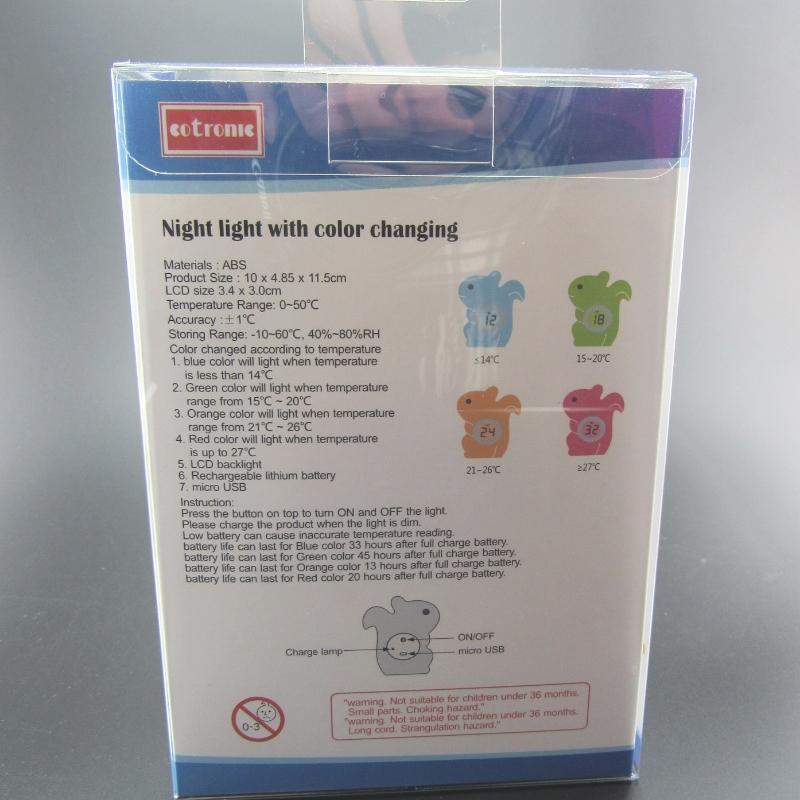 cotronic
Night light with color changing
Materials : ABS
Product Size : 10 x 4.85 x 11.5cm
LCD size 3.4 x 3.0cm
Temperature Range: 0~50℃
Accuracy :±1℃
Storing Range: -10~60℃, 40%~80%RH
Color changed according to temperature
1. blue color will light when temperature
is less than 14℃
2. Green color will light when temperature
range from 15℃ ~ 20℃
3. Orange color will light when temperature
range from 21℃ ~ 26℃
4. Red color will light when temperature
is up to 27℃
5. LCD backlight
6. Rechargeable lithium battery
7. micro USB
12
≤14℃
18
15~20℃
24
21~26℃
32
≥27℃
Instruction:
Press the button on top to turn ON and OFF the light.
Please charge the product when the light is dim.
Low battery can cause inaccurate temperature reading.
battery life can last for Blue color 33 hours after full charge battery.
battery life can last for Green color 45 hours after full charge battery.
battery life can last for Orange color 13 hours after full charge battery.
battery life can last for Red color 20 hours after full charge battery.
ON/OFF
Charge lamp
micro USB
0-3
"warning. Not suitable for children under 36 months.
Small parts. Choking hazard."
"warning. Not suitable for children under 36 months.
Long cord. Strangulation hazard."